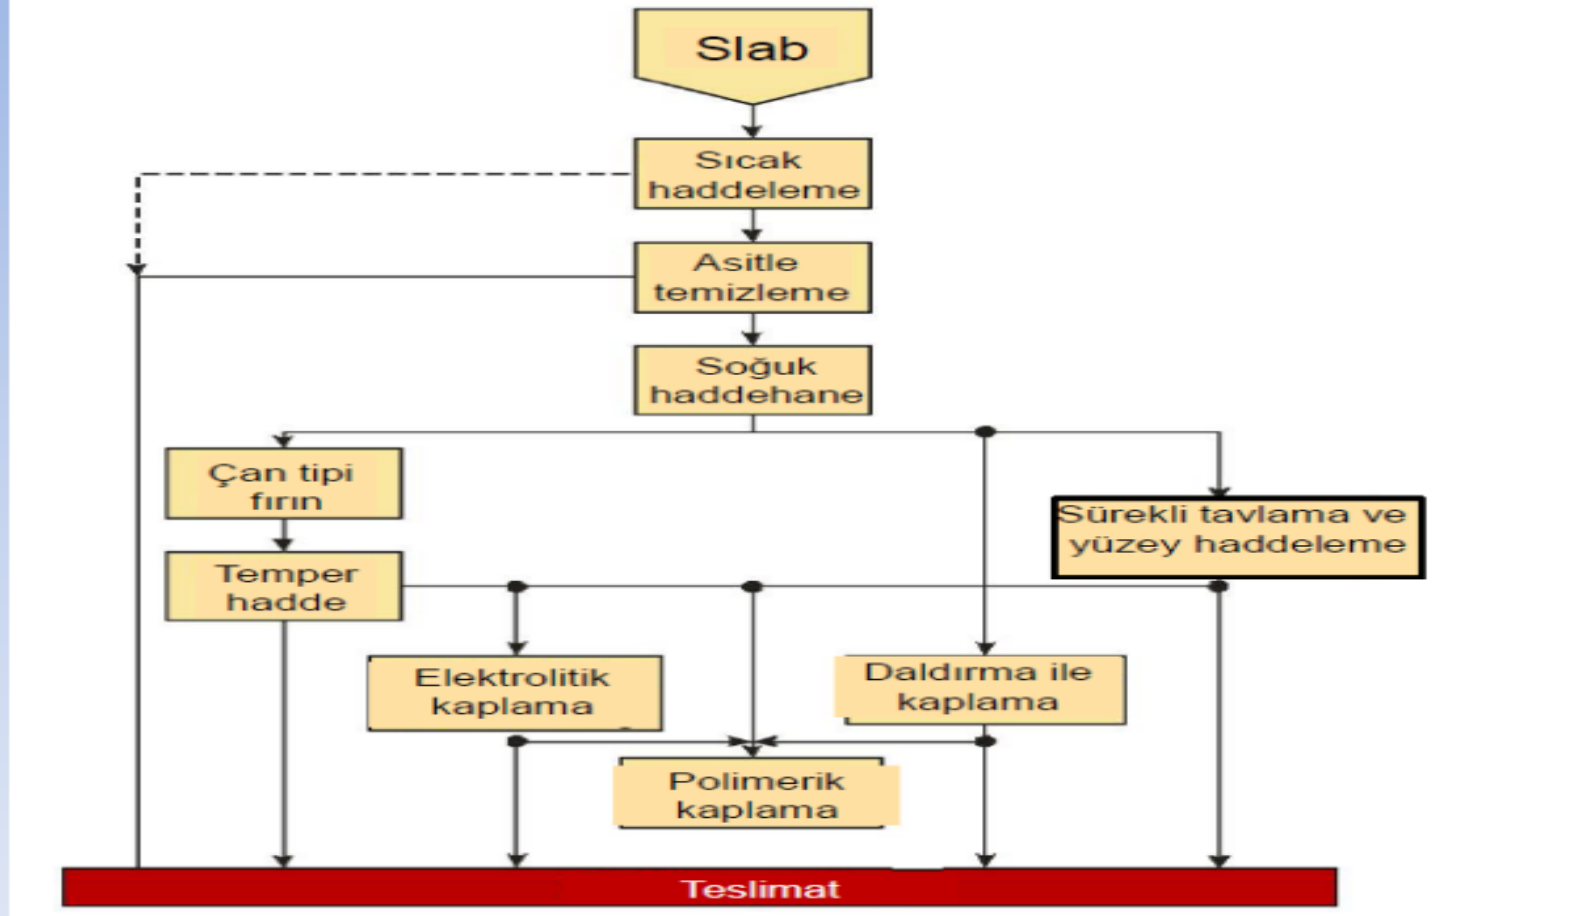 Slab
Sıcak
haddeleme
Asitle
temizleme
Soğuk
haddehane
Çan tipi
fırın
Sürekli tavlama ve
yüzey haddeleme
Temper
hadde
Elektrolitik
kaplama
Daldırma ile
kaplama
Polimerik
kaplama
Teslimat